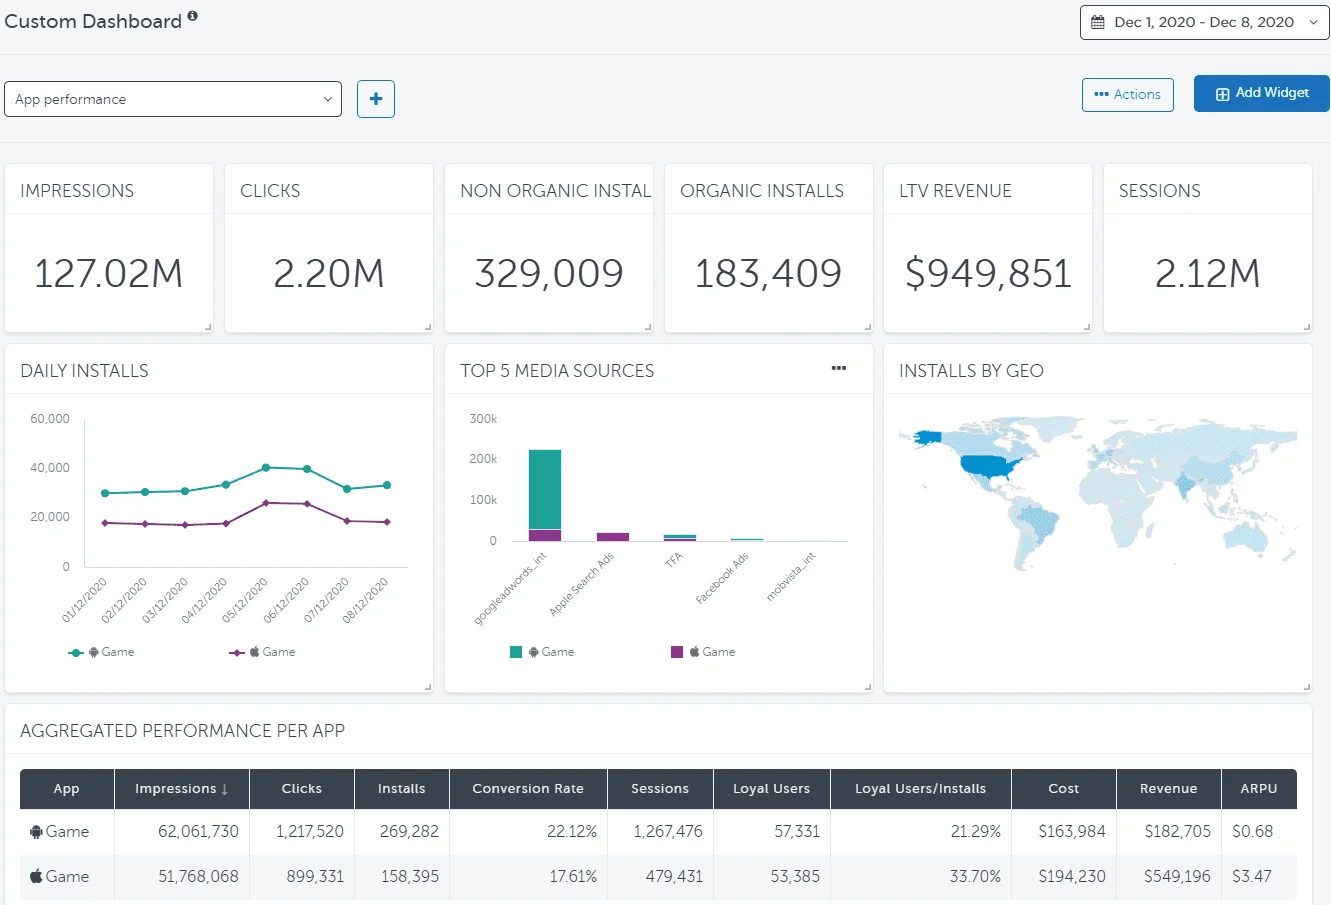 Custom Dashboard
Dec 1, 2020 - Dec 8, 2020
App performance
Actions
Add Widget
IMPRESSIONS
127.02M
CLICKS
2.20M
NON ORGANIC INSTAL
329,009
ORGANIC INSTALLS
183,409
LTV REVENUE
$949,851
SESSIONS
2.12M
DAILY INSTALLS
60,000
40,000
20,000
0
01/12/2020
02/12/2020
03/12/2020
04/12/2020
05/12/2020
06/12/2020
07/12/2020
08/12/2020
Game
Game
TOP 5 MEDIA SOURCES
300k
200k
100k
0
googleadwords_int
Apple Search Ads
TFA
Facebook Ads
mobvista_int
Game
Game
INSTALLS BY GEO
AGGREGATED PERFORMANCE PER APP
App Impressions ↓ Clicks Installs Conversion Rate Sessions Loyal Users Loyal Users/Installs Cost Revenue ARPU
Game 62,061,730 1,217,520 269,282 22.12% 1,267,476 57,331 21.29% $163,984 $182,705 $0.68
Game 51,768,068 899,331 158,395 17.61% 479,431 53,385 33.70% $194,230 $549,196 $3.47